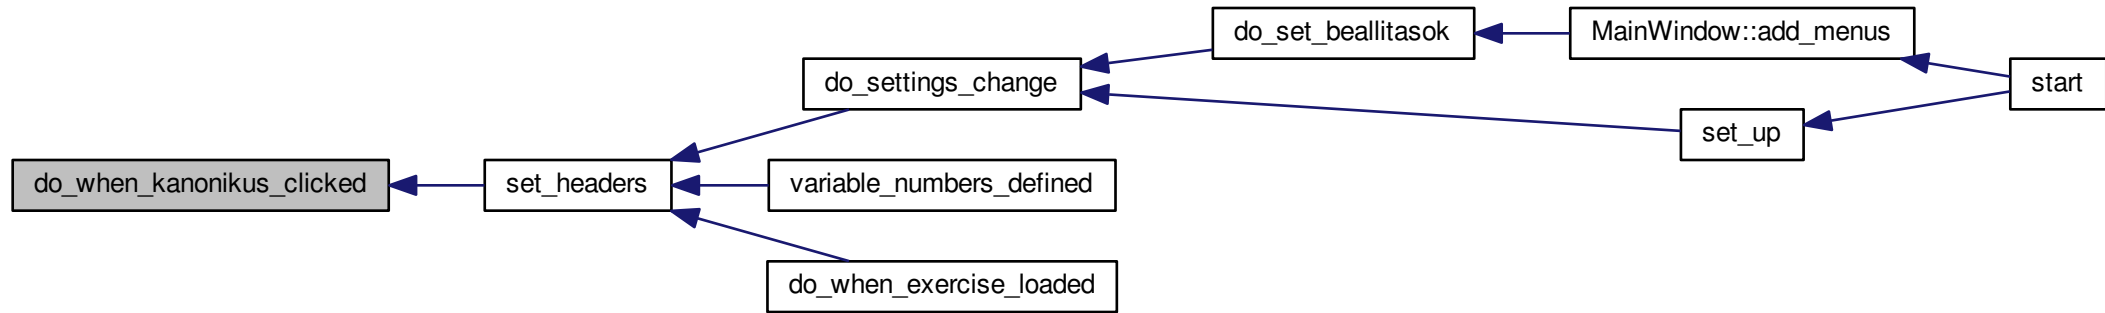 do_set_beallitasok
MainWindow::add_menus
do_settings_change
start
set_up
do_when_kanonikus_clicked
set_headers
variable_numbers_defined
do_when_exercise_loaded